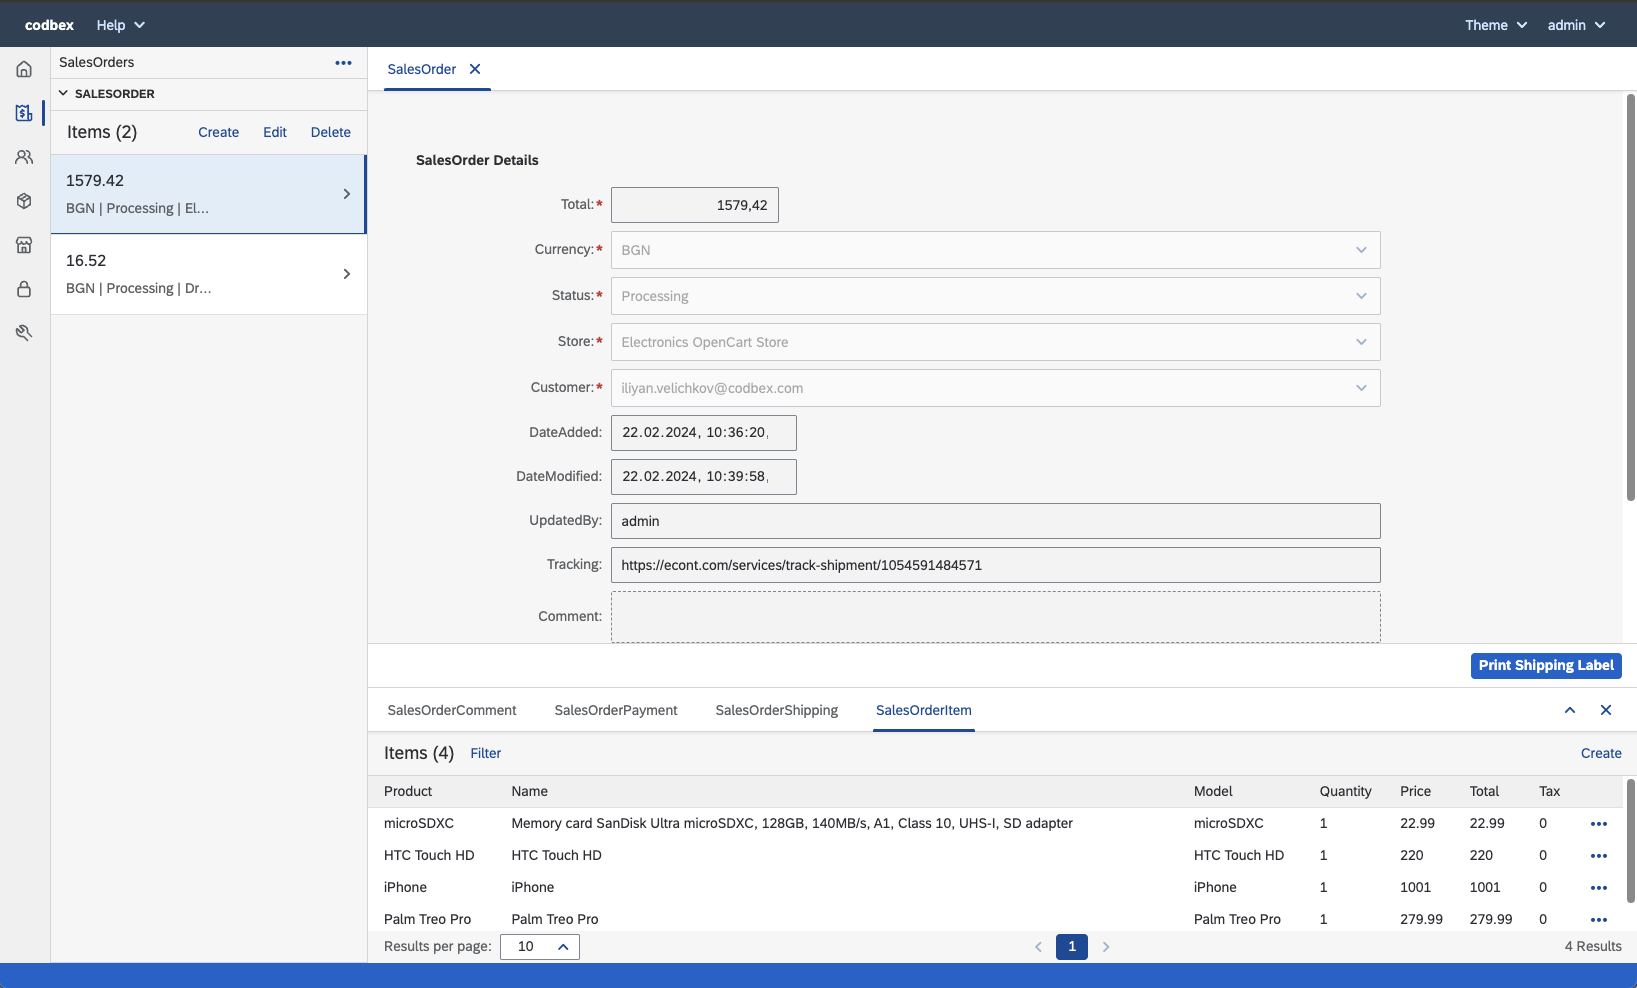 codbex Help Theme admin
SalesOrders
SALESORDER
Items (2) Create Edit Delete
1579.42
BGN | Processing | El...
16.52
BGN | Processing | Dr...
SalesOrder
SalesOrder Details
Total:* 1579,42
Currency:* BGN
Status:* Processing
Store:* Electronics OpenCart Store
Customer:* iliyan.velichkov@codbex.com
DateAdded: 22.02.2024, 10:36:20,
DateModified: 22.02.2024, 10:39:58,
UpdatedBy: admin
Tracking: https://econt.com/services/track-shipment/1054591484571
Comment:
Print Shipping Label
SalesOrderComment SalesOrderPayment SalesOrderShipping SalesOrderItem
Items (4) Filter Create
Product Name Model Quantity Price Total Tax
microSDXC Memory card SanDisk Ultra microSDXC, 128GB, 140MB/s, A1, Class 10, UHS-I, SD adapter microSDXC 1 22.99 22.99 0
HTC Touch HD HTC Touch HD HTC Touch HD 1 220 220 0
iPhone iPhone iPhone 1 1001 1001 0
Palm Treo Pro Palm Treo Pro Palm Treo Pro 1 279.99 279.99 0
Results per page: 10 1 4 Results